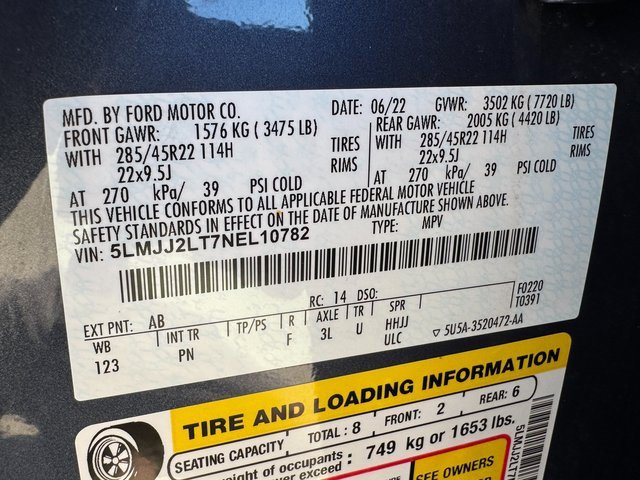 MFD. BY FORD MOTOR CO. DATE: 06/22 GVWR: 3502 KG (7720 LB)
FRONT GAWR: 1576 KG (3475 LB) REAR GAWR: 2005 KG (4420 LB)
WITH 285/45R22 114H TIRES WITH 285/45R22 114H TIRES
22x9.5J RIMS 22x9.5J RIMS
AT 270 kPa/ 39 PSI COLD AT 270 kPa/ 39 PSI COLD
THIS VEHICLE CONFORMS TO ALL APPLICABLE FEDERAL MOTOR VEHICLE
SAFETY STANDARDS IN EFFECT ON THE DATE OF MANUFACTURE SHOWN ABOVE.
VIN: 5LMJJ2LT7NEL10782 TYPE: MPV
F0220
T0391
EXT PNT: AB RC: 14 DSO:
WB INT TR TP/PS R AXLE TR SPR
123 PN F 3L U HHJJ
ULC
▽ 5U5A-3520472-AA
TIRE AND LOADING INFORMATION
SEATING CAPACITY TOTAL : 8 FRONT: 2 REAR: 6
weight of occupants
exceed : 749 kg or 1653 lbs.
SEE OWNERS
5LMJJ2LT7